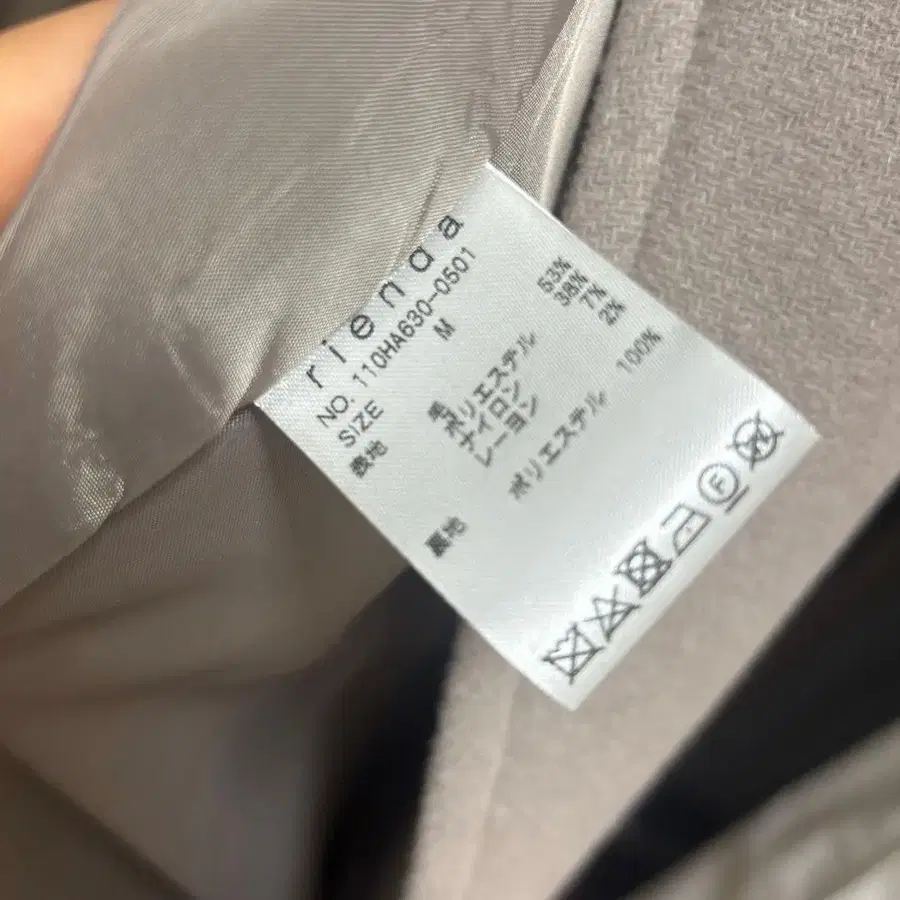 rienda
NO. 110HA630-0501
SIZE M
表地 毛 53%
ポリエステル 38%
ナイロン 7%
レーヨン 2%
裏地 ポリエステル 100%
F
W